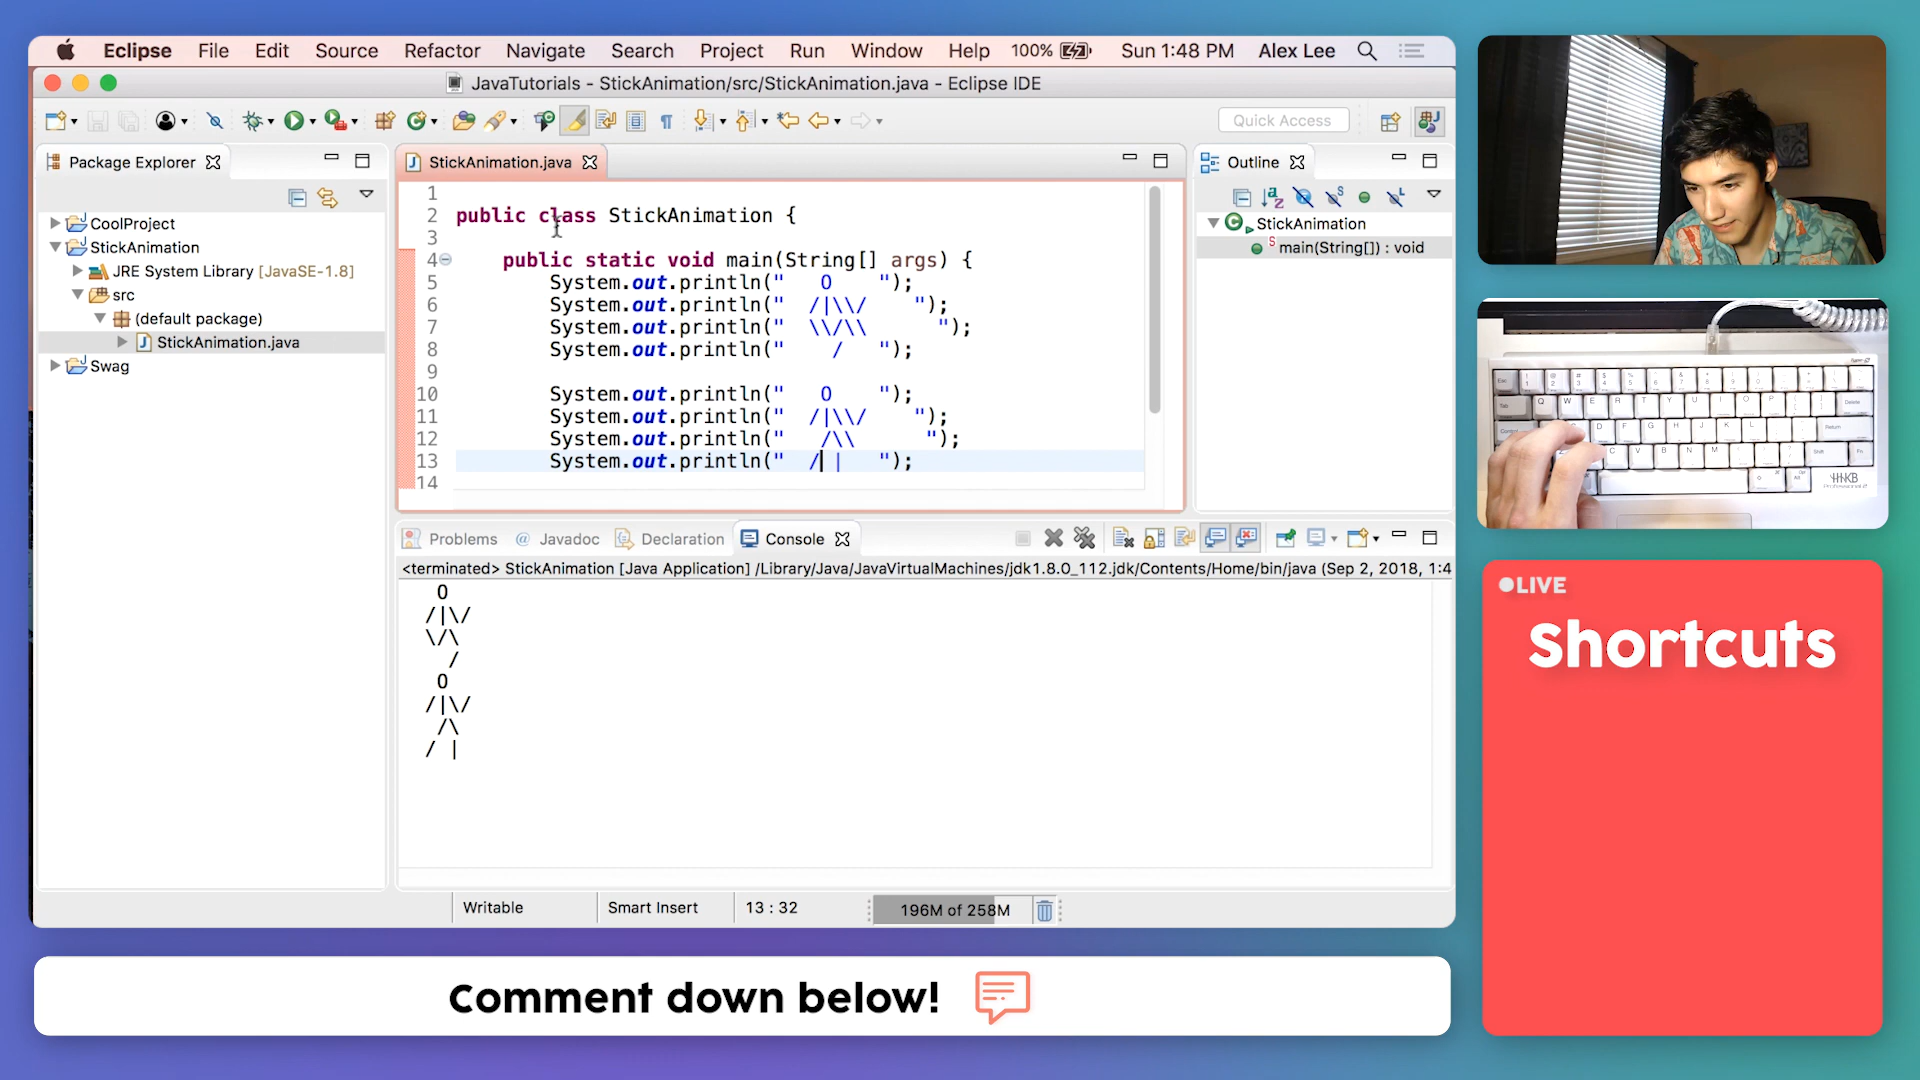 Eclipse File Edit Source Refactor Navigate Search Project Run Window Help 100% Sun 1:48 PM Alex Lee
JavaTutorials - StickAnimation/src/StickAnimation.java - Eclipse IDE
Quick Access
Package Explorer
CoolProject
StickAnimation
JRE System Library [JavaSE-1.8]
src
(default package)
StickAnimation.java
Swag
StickAnimation.java
1
2 public class StickAnimation {
3
4 public static void main(String[] args) {
5 System.out.println("   O    ");
6 System.out.println("  /|\\/    ");
7 System.out.println("  \\/\\      ");
8 System.out.println("    /   ");
9
10 System.out.println("   O    ");
11 System.out.println("  /|\\/    ");
12 System.out.println("   /\\      ");
13 System.out.println("  / |   ");
14
Outline
StickAnimation
main(String[]) : void
Problems @ Javadoc Declaration Console
<terminated> StickAnimation [Java Application] /Library/Java/JavaVirtualMachines/jdk1.8.0_112.jdk/Contents/Home/bin/java (Sep 2, 2018, 1:4
   O
  /|\/
  \/\
    /
   O
  /|\/
   /\
  / |
Writable Smart Insert 13 : 32 196M of 258M
LIVE
Shortcuts
Comment down below!